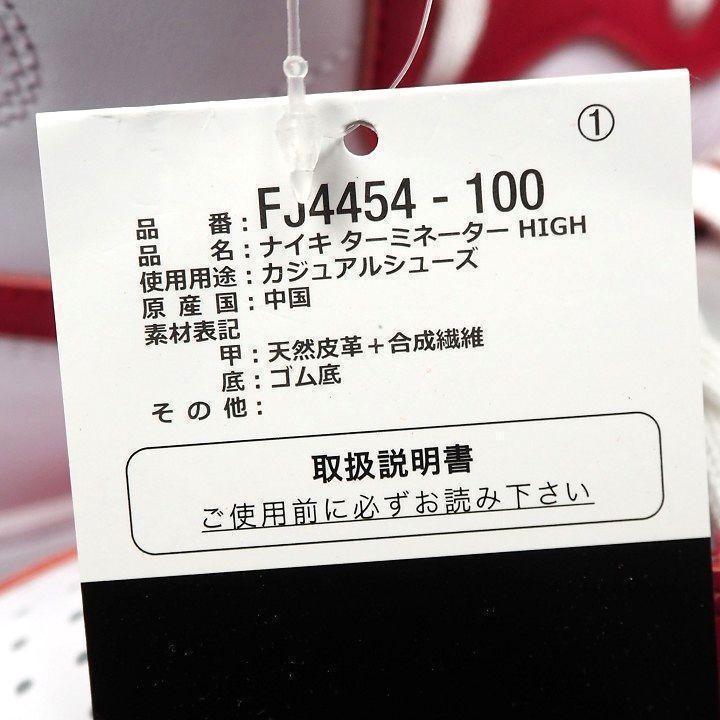 ①
品番：FJ4454 - 100
品名：ナイキ ターミネーター HIGH
使用用途：カジュアルシューズ
原産国：中国
素材表記
甲：天然皮革＋合成繊維
底：ゴム底
その他：
取扱説明書
ご使用前に必ずお読み下さい